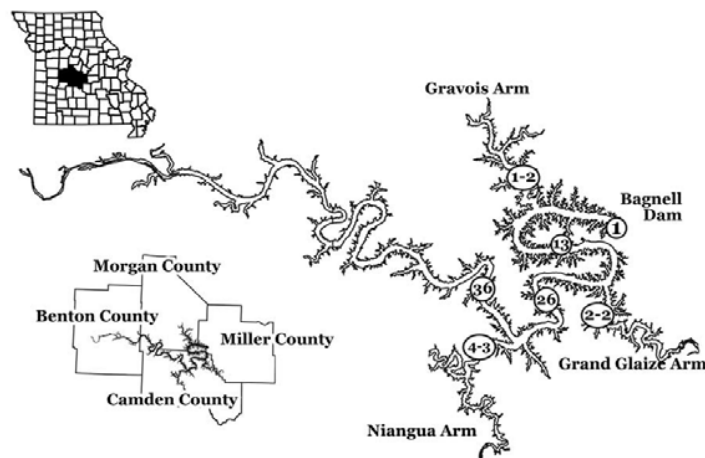 Gravois Arm
1-2
Bagnell
Dam
1
13
36
26
2-2
4-3
Grand Glaize Arm
Niangua Arm
Morgan County
Benton County
Miller County
Camden County